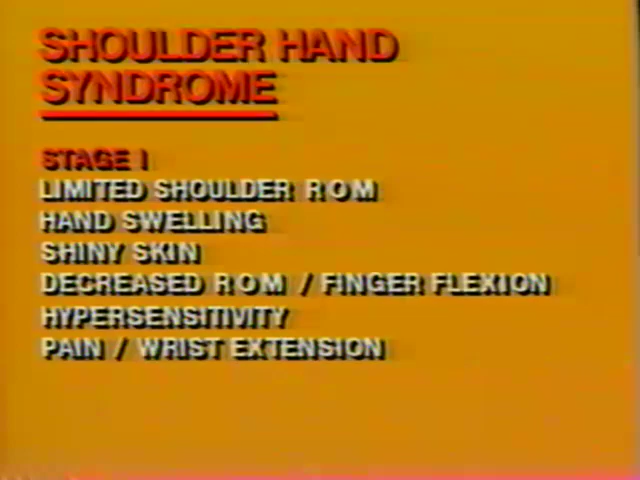 SHOULDER HAND
SYNDROME
STAGE I
LIMITED SHOULDER ROM
HAND SWELLING
SHINY SKIN
DECREASED ROM / FINGER FLEXION
HYPERSENSITIVITY
PAIN / WRIST EXTENSION